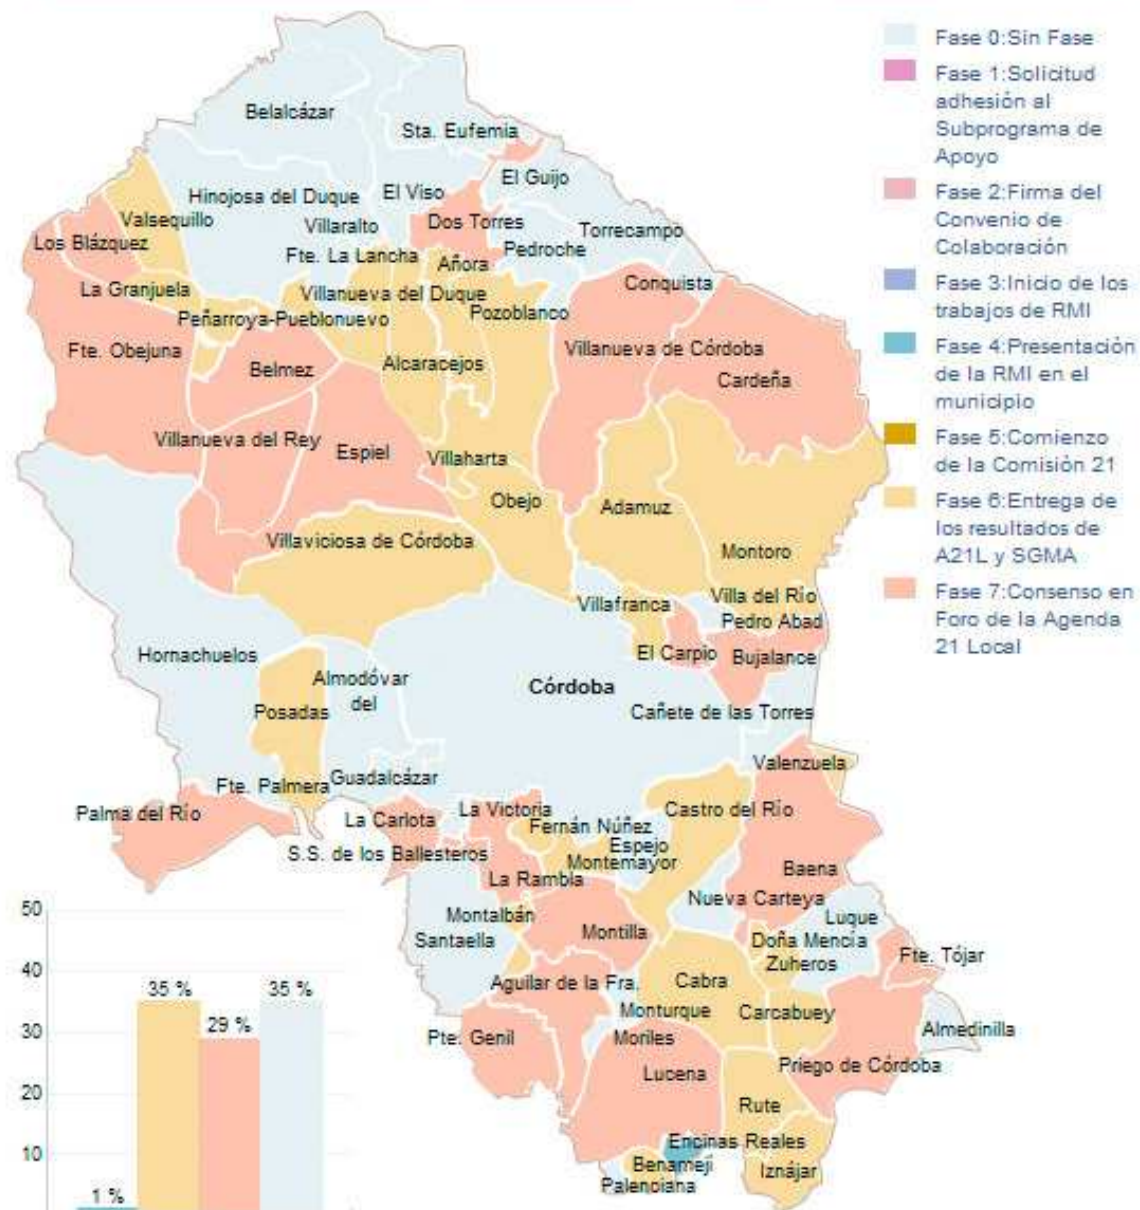 Fase 0:Sin Fase
Fase 1:Solicitud
adhesión al
Subprograma de
Apoyo
Fase 2:Firma del
Convenio de
Colaboración
Fase 3:Inicio de los
trabajos de RMI
Fase 4:Presentación
de la RMI en el
municipio
Fase 5:Comienzo
de la Comisión 21
Fase 6:Entrega de
los resultados de
A21L y SGMA
Fase 7:Consenso en
Foro de la Agenda
21 Local
Belalcázar
Sta. Eufemia
El Guijo
Hinojosa del Duque
El Viso
Valsequillo
Villaralto
Dos Torres
Torrecampo
Los Blázquez
Pedroche
Fte. La Lancha
Añora
Conquista
La Granjuela
Villanueva del Duque
Pozoblanco
Peñarroya-Pueblonuevo
Fte. Obejuna
Villanueva de Córdoba
Belmez
Alcaracejos
Cardeña
Villanueva del Rey
Espiel
Villaharta
Obejo
Adamuz
Villaviciosa de Córdoba
Montoro
Villafranca
Villa del Río
Pedro Abad
Hornachuelos
El Carpio
Bujalance
Almodóvar
del
Córdoba
Posadas
Cañete de las Torres
Valenzuela
Guadalcázar
Fte. Palmera
Palma del Río
La Carlota
La Victoria
Castro del Río
Fernán Núñez
Espejo
S.S. de los Ballesteros
Montemayor
Baena
La Rambla
Nueva Carteya
Montalbán
Luque
Santaella
Montilla
Doña Mencía
Fte. Tójar
Zuheros
Aguilar de la Fra.
Cabra
Monturque
Carcabuey
Almedinilla
Pte. Genil
Moriles
Priego de Córdoba
Lucena
Rute
Encinas Reales
Benamejí
Iznájar
Palenciana
50
40
30
20
10
1 %
35 %
29 %
35 %